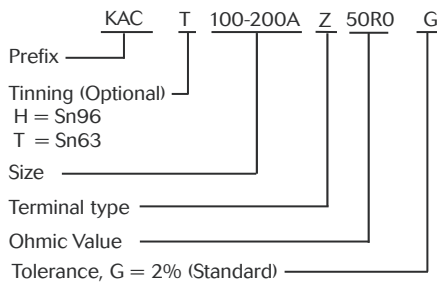 KAC T 100-200A Z 50R0 G
Prefix
Tinning (Optional)
H = Sn96
T = Sn63
Size
Terminal type
Ohmic Value
Tolerance, G = 2% (Standard)